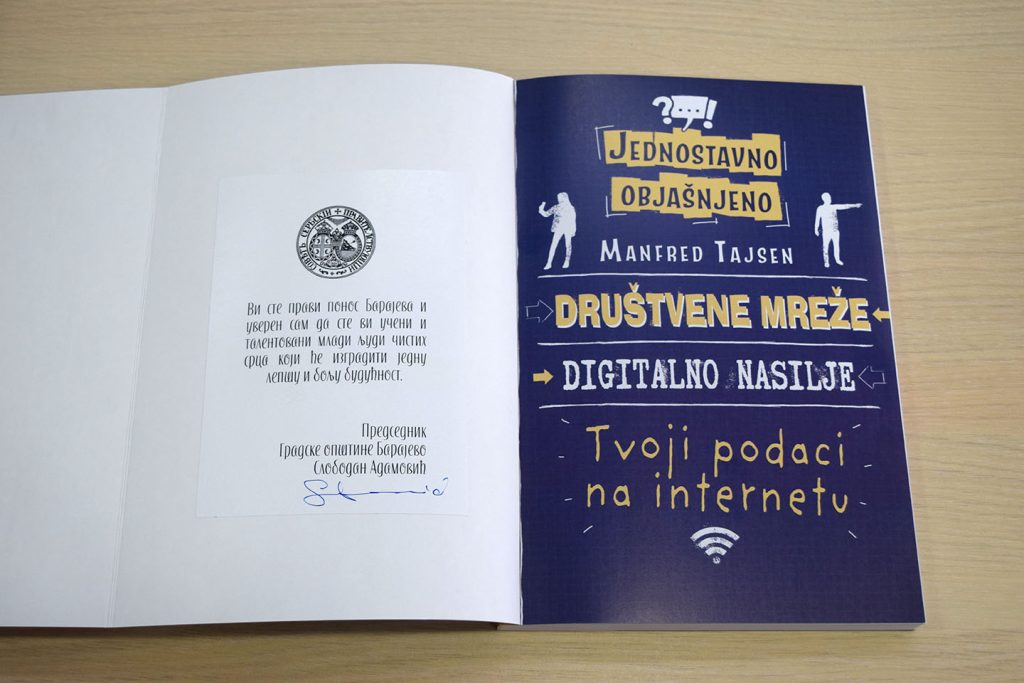 Ви сте прави понос Барајева и
уверен сам да сте ви учени и
талентовани млади људи чистих
срца који ће изградити једну
лепшу и бољу будућност.
Председник
Градске општине Барајево
Слободан Адамовић
?...!
JEDNOSTAVNO
OBJAŠNJENO
MANFRED TAJSEN
DRUŠTVENE MREŽE
DIGITALNO NASILJE
Tvoji podaci
na internetu